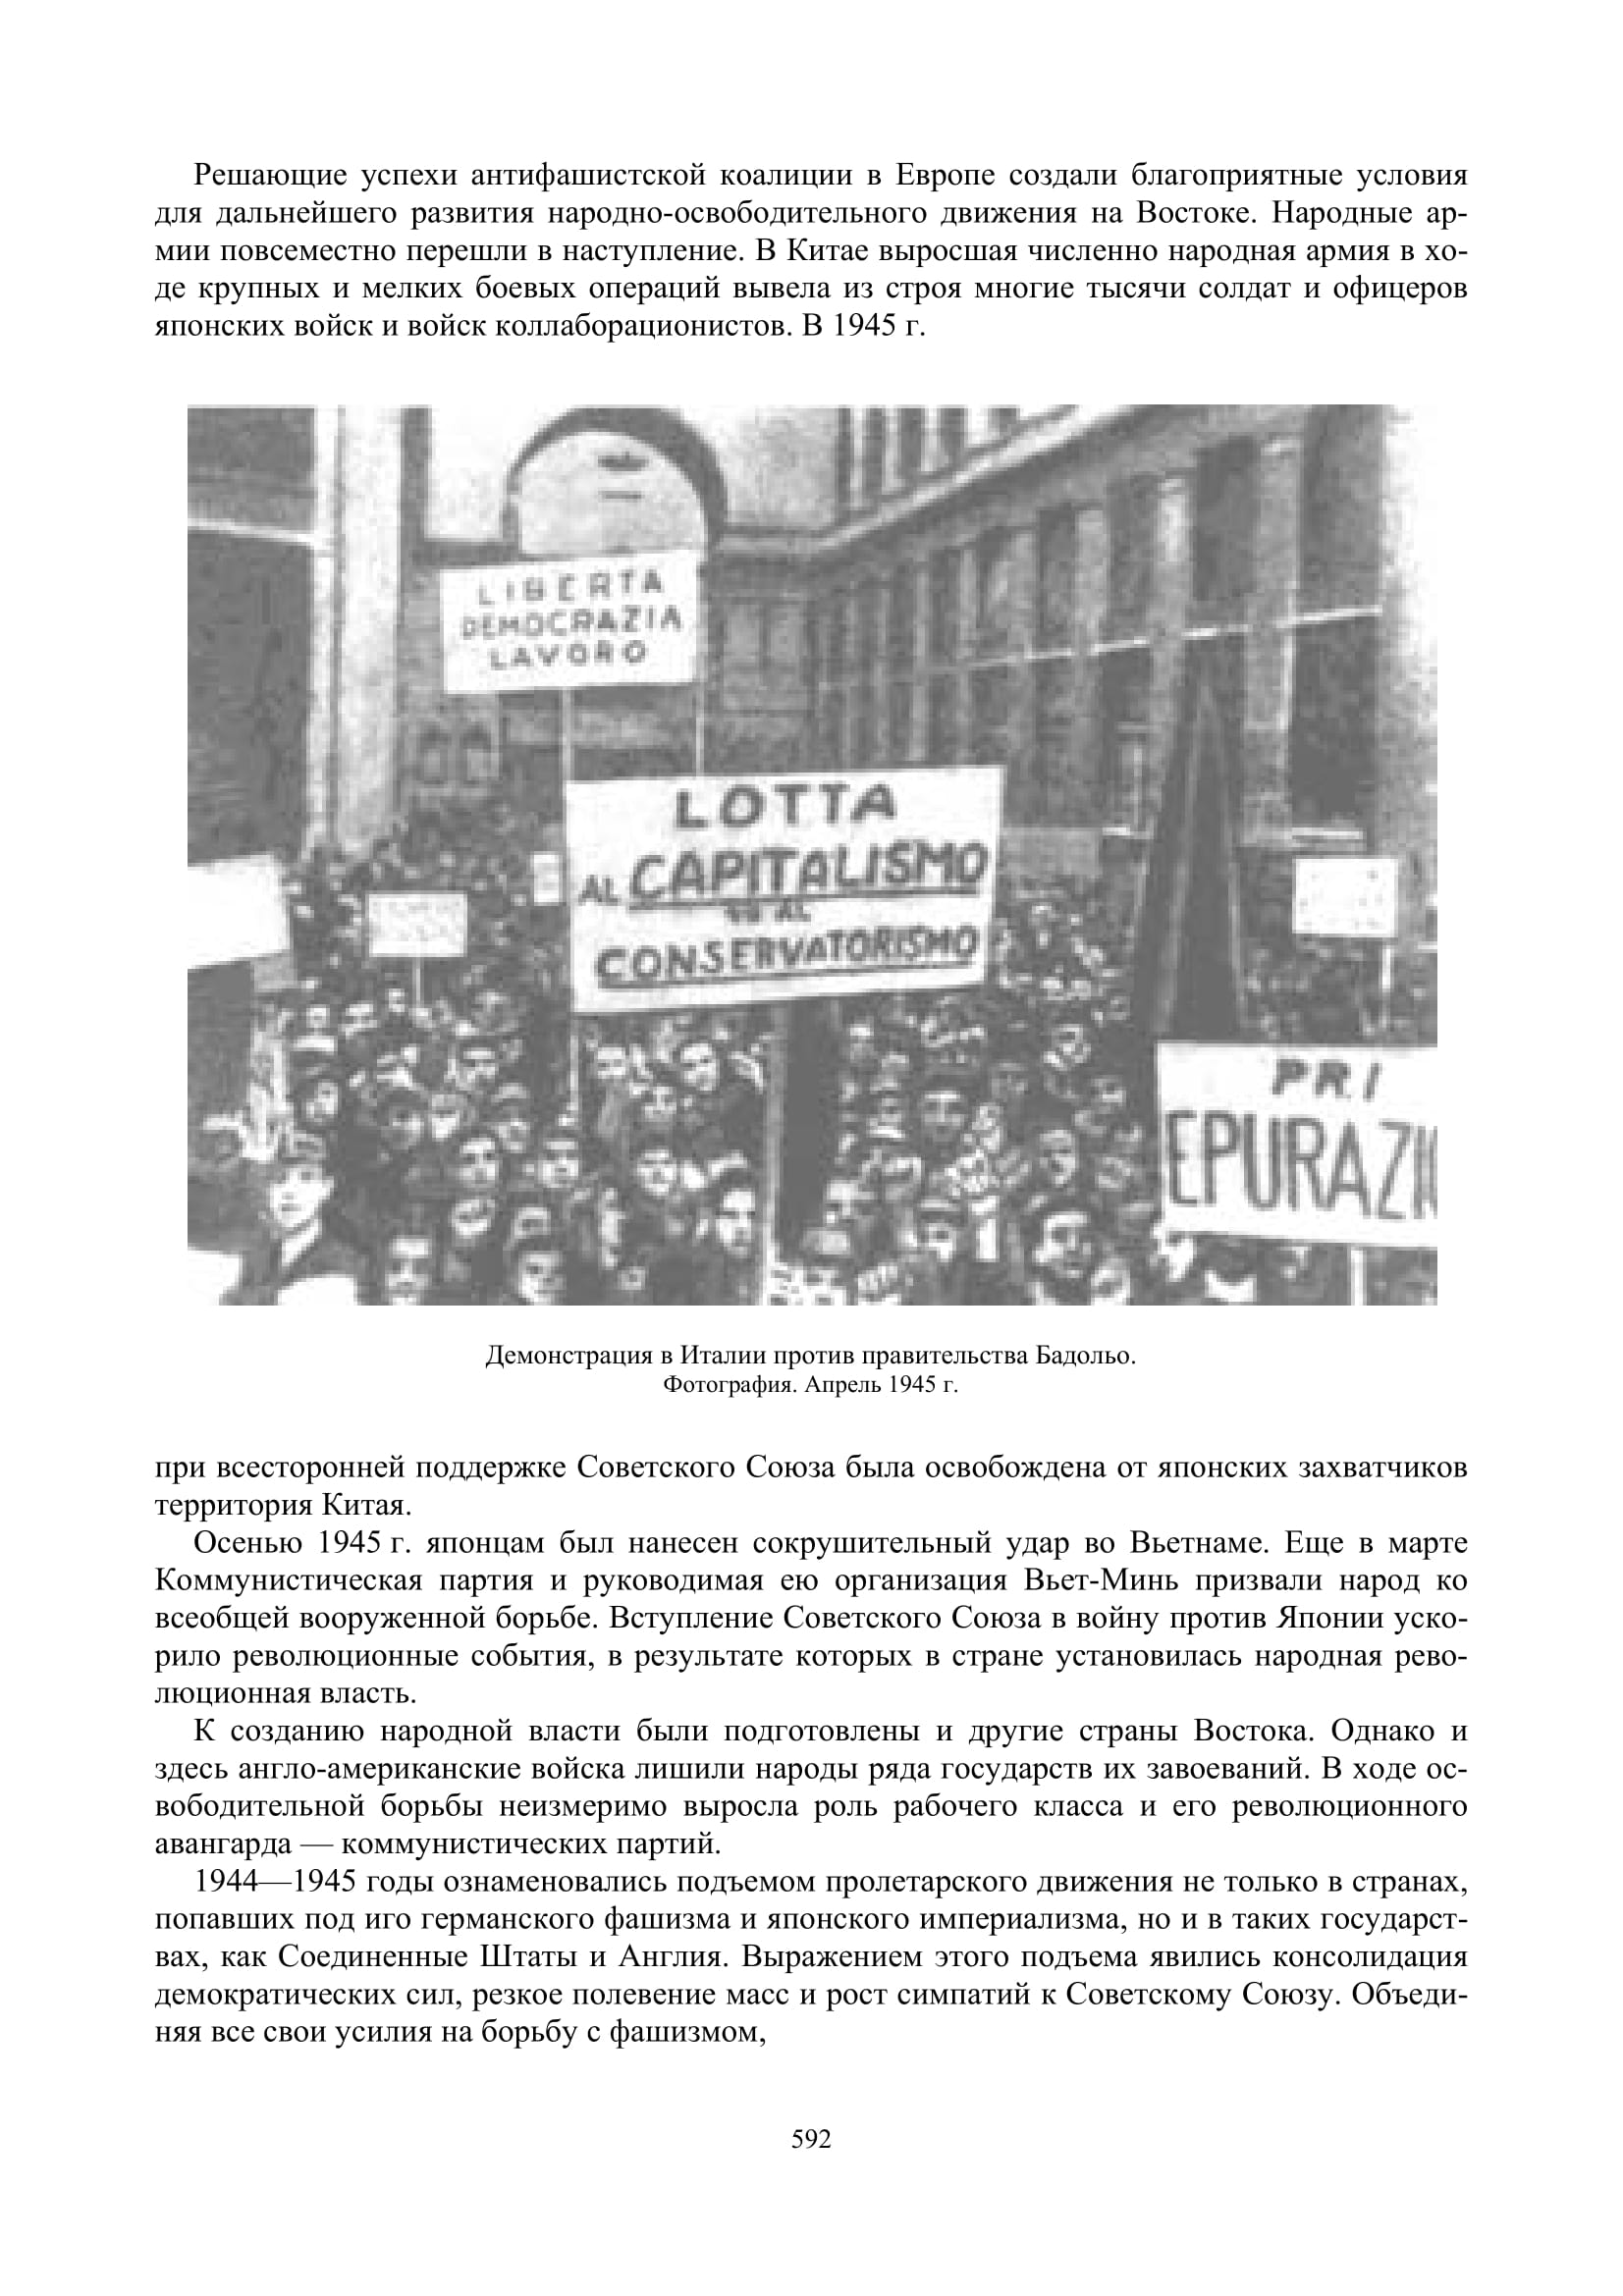 Решающие успехи антифашистской коалиции в Европе создали благоприятные условия
для дальнейшего развития народно-освободительного движения на Востоке. Народные ар-
мии повсеместно перешли в наступление. В Китае выросшая численно народная армия в хо-
де крупных и мелких боевых операций вывела из строя многие тысячи солдат и офицеров
японских войск и войск коллаборационистов. В 1945 г.
LIBERTA
DEMOCRAZIA
LAVORO
LOTTA
AL CAPITALISMO
AL
CONSERVATORISMO
PRI
EPURAZI
Демонстрация в Италии против правительства Бадольо.
Фотография. Апрель 1945 г.
при всесторонней поддержке Советского Союза была освобождена от японских захватчиков
территория Китая.
Осенью 1945 г. японцам был нанесен сокрушительный удар во Вьетнаме. Еще в марте
Коммунистическая партия и руководимая ею организация Вьет-Минь призвали народ ко
всеобщей вооруженной борьбе. Вступление Советского Союза в войну против Японии уско-
рило революционные события, в результате которых в стране установилась народная рево-
люционная власть.
К созданию народной власти были подготовлены и другие страны Востока. Однако и
здесь англо-американские войска лишили народы ряда государств их завоеваний. В ходе ос-
вободительной борьбы неизмеримо выросла роль рабочего класса и его революционного
авангарда — коммунистических партий.
1944—1945 годы ознаменовались подъемом пролетарского движения не только в странах,
попавших под иго германского фашизма и японского империализма, но и в таких государст-
вах, как Соединенные Штаты и Англия. Выражением этого подъема явились консолидация
демократических сил, резкое полевение масс и рост симпатий к Советскому Союзу. Объеди-
няя все свои усилия на борьбу с фашизмом,
592